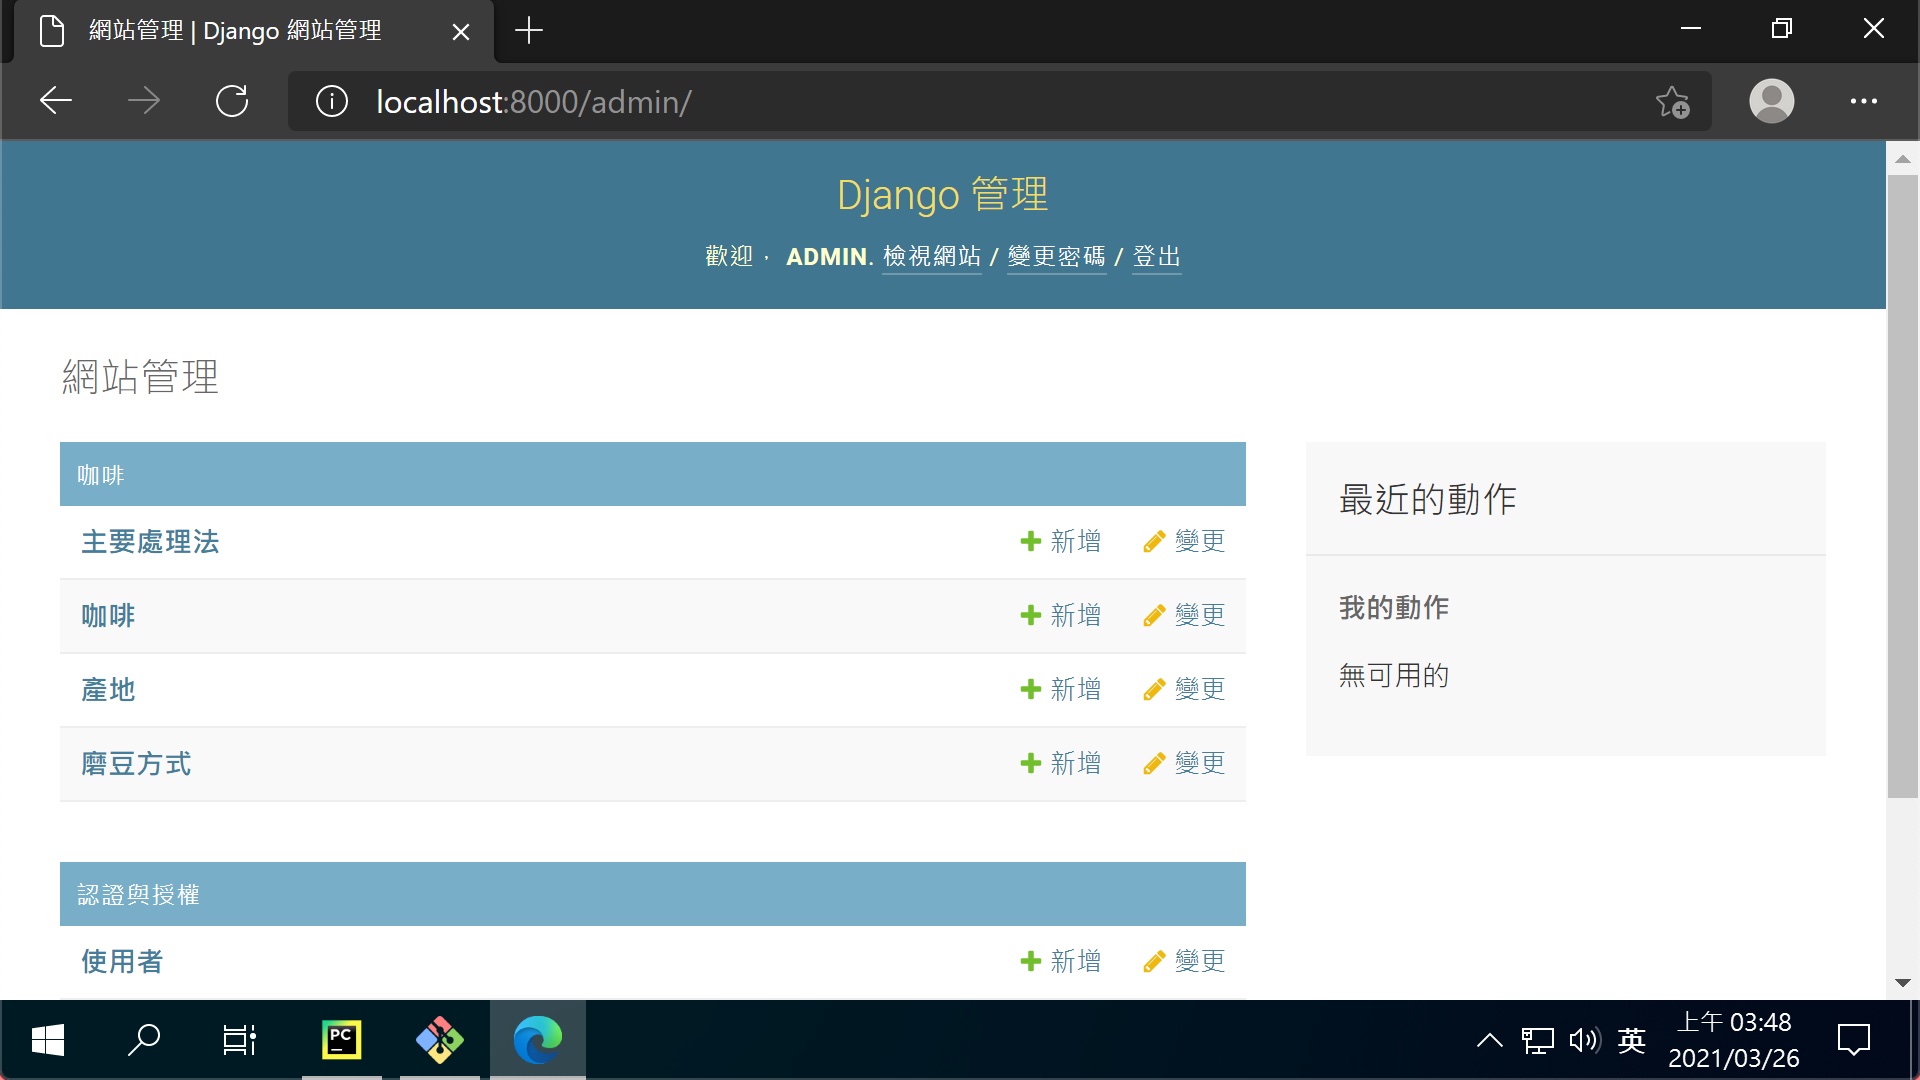 網站管理 | Django 網站管理
localhost:8000/admin/
Django 管理
歡迎， ADMIN. 檢視網站 / 變更密碼 / 登出
網站管理
咖啡
主要處理法 新增 變更
咖啡 新增 變更
產地 新增 變更
磨豆方式 新增 變更
認證與授權
使用者 新增 變更
最近的動作
我的動作
無可用的
PC
英
上午 03:48
2021/03/26